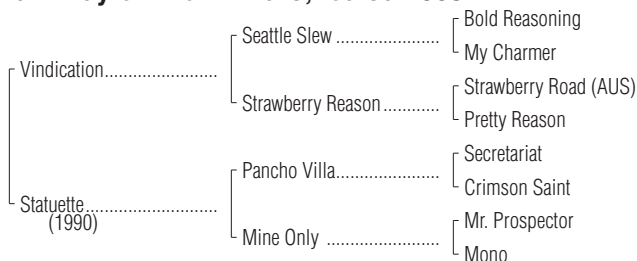 Bold Reasoning
Seattle Slew
My Charmer
Vindication
Strawberry Road (AUS)
Strawberry Reason
Pretty Reason
Secretariat
Pancho Villa
Crimson Saint
Statuette
(1990)
Mr. Prospector
Mine Only
Mono